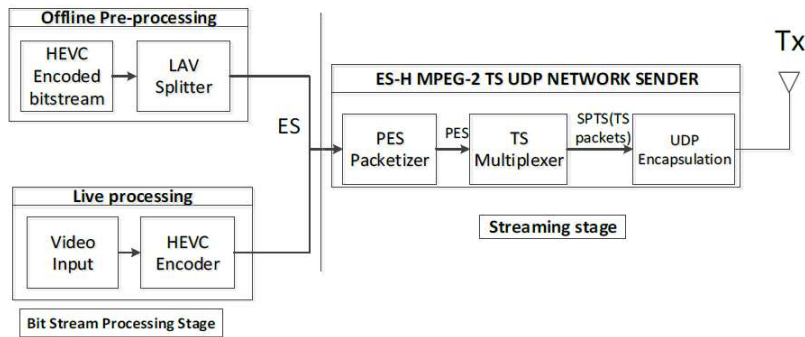 Offline Pre-processing
HEVC
Encoded
bitstream
LAV
Splitter
ES
Live processing
Video
Input
HEVC
Encoder
Bit Stream Processing Stage
ES-H MPEG-2 TS UDP NETWORK SENDER
PES
Packetizer
PES
TS
Multiplexer
SPTS(TS
packets)
UDP
Encapsulation
Tx
Streaming stage